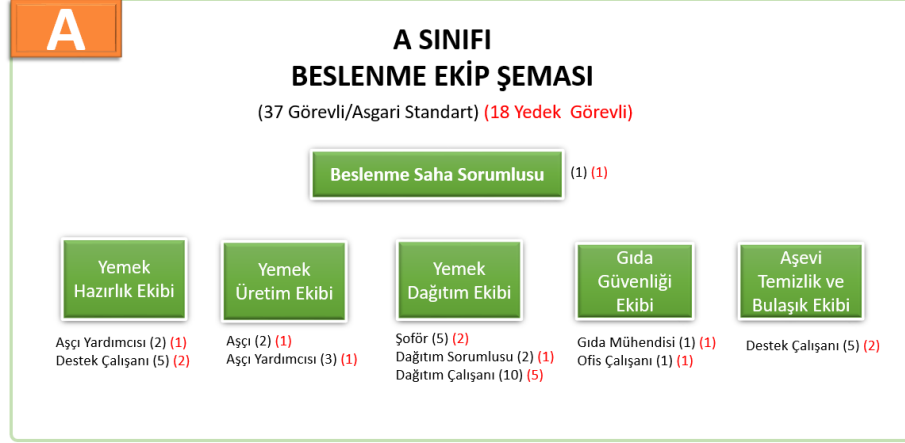 A
A SINIFI
BESLENME EKİP ŞEMASI
(37 Görevli/Asgari Standart) (18 Yedek Görevli)
Beslenme Saha Sorumlusu (1) (1)
Yemek
Hazırlık Ekibi
Aşçı Yardımcısı (2) (1)
Destek Çalışanı (5) (2)
Yemek
Üretim Ekibi
Aşçı (2) (1)
Aşçı Yardımcısı (3) (1)
Yemek
Dağıtım Ekibi
Şoför (5) (2)
Dağıtım Sorumlusu (2) (1)
Dağıtım Çalışanı (10) (5)
Gıda
Güvenliği
Ekibi
Gıda Mühendisi (1) (1)
Ofis Çalışanı (1) (1)
Aşevi
Temizlik ve
Bulaşık Ekibi
Destek Çalışanı (5) (2)